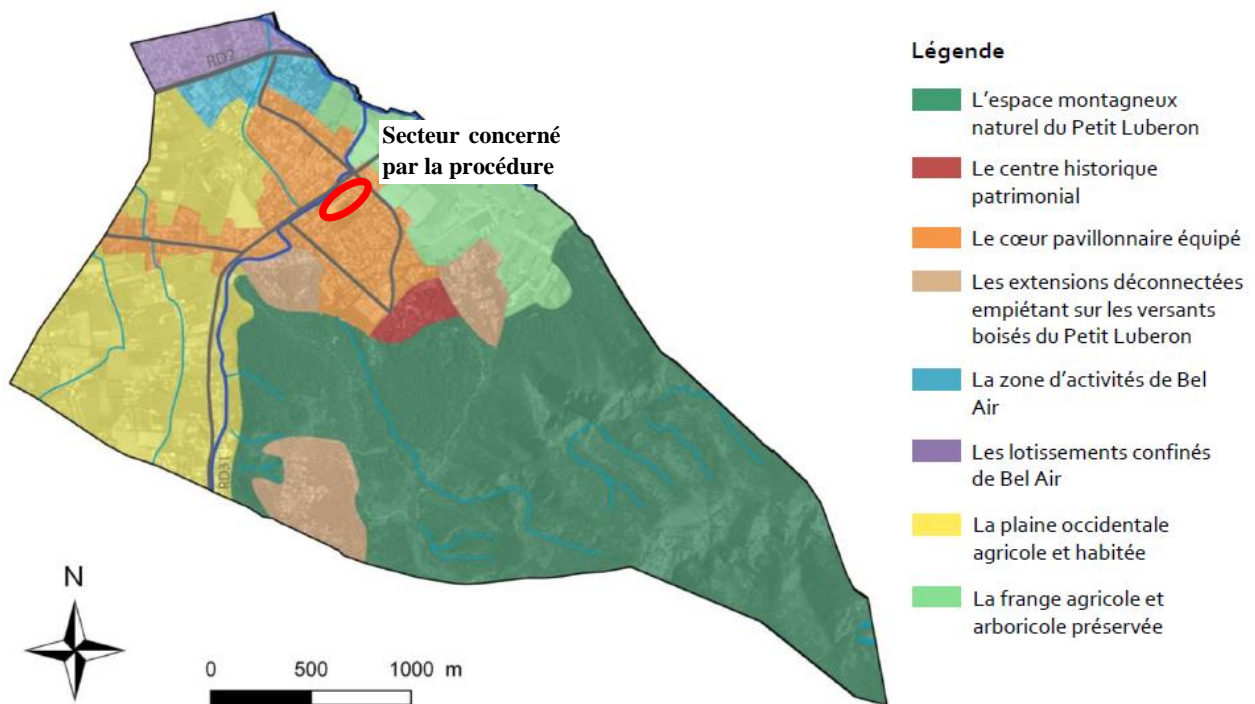 RD2
Secteur concerné
par la procédure
RD31
N
0 500 1000 m
Légende
L'espace montagneux
naturel du Petit Luberon
Le centre historique
patrimonial
Le cœur pavillonnaire équipé
Les extensions déconnectées
empiétant sur les versants
boisés du Petit Luberon
La zone d'activités de Bel
Air
Les lotissements confinés
de Bel Air
La plaine occidentale
agricole et habitée
La frange agricole et
arboricole préservée